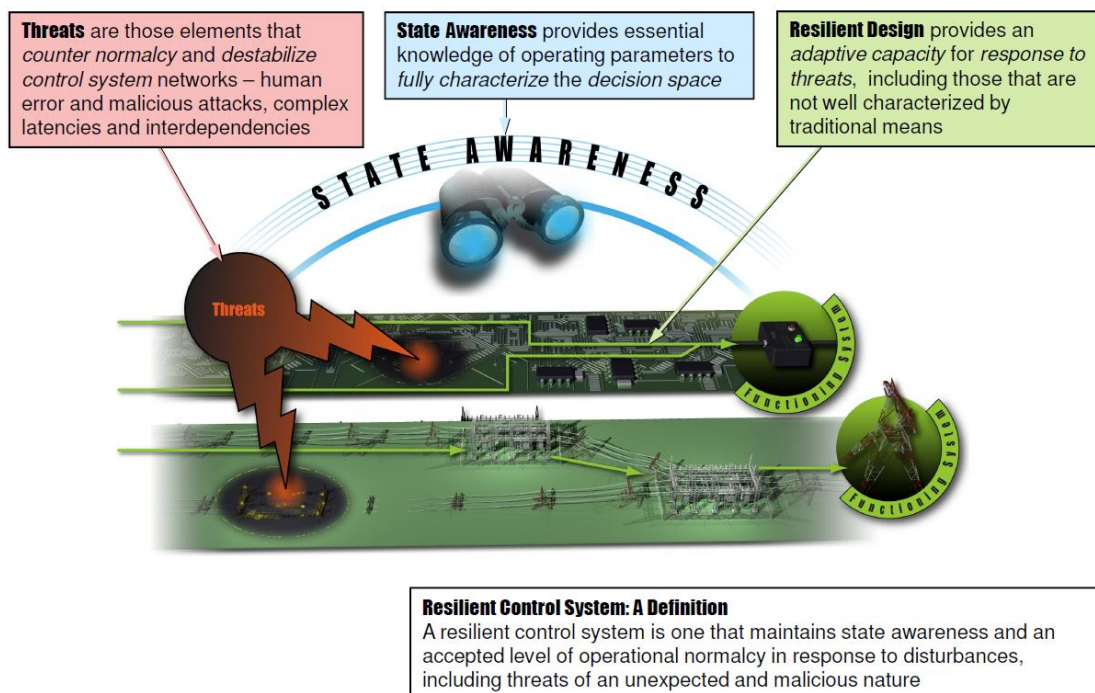 Threats are those elements that
counter normalcy and destabilize
control system networks – human
error and malicious attacks, complex
latencies and interdependencies
State Awareness provides essential
knowledge of operating parameters to
fully characterize the decision space
Resilient Design provides an
adaptive capacity for response to
threats, including those that are
not well characterized by
traditional means
STATE AWARENESS
Threats
Functioning System
Functioning System
Resilient Control System: A Definition
A resilient control system is one that maintains state awareness and an
accepted level of operational normalcy in response to disturbances,
including threats of an unexpected and malicious nature